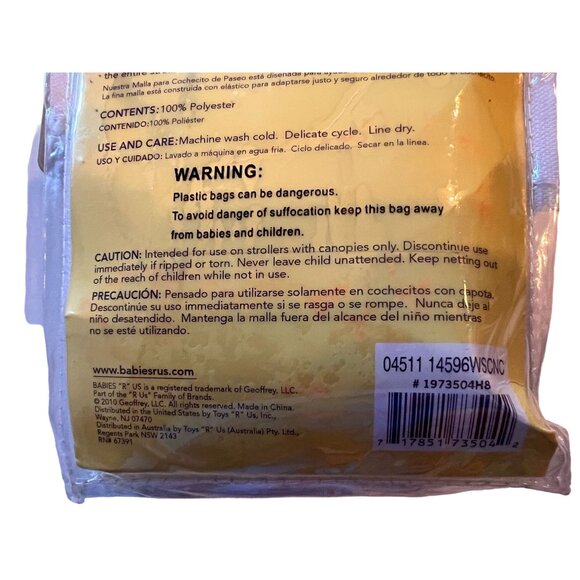 the entire
Nuestra Malla para Cochecito de Paseo está diseñada para
La fina malla está construida con elástico para adaptarse justo y seguro alrededor de todo el cochecito.
CONTENTS: 100% Polyester
CONTENIDO: 100% Poliéster
USE AND CARE: Machine wash cold. Delicate cycle. Line dry.
USO Y CUIDADO: Lavado a máquina en agua fria. Ciclo delicado. Secar en la línea.
WARNING:
Plastic bags can be dangerous.
To avoid danger of suffocation keep this bag away
from babies and children.
CAUTION: Intended for use on strollers with canopies only. Discontinue use
immediately if ripped or torn. Never leave child unattended. Keep netting out
of the reach of children while not in use.
PRECAUCIÓN: Pensado para utilizarse solamente en cochecitos con capota.
Descontinúe su uso immediatamente si se rasga o se rompe. Nunca deje al
niño desatendido. Mantenga la malla fuera del alcance del niño mientras
no se esté utilizando.
www.babiesrus.com
BABIES "R" US is a registered trademark of Geoffrey, LLC.
Part of the "R Us" Family of Brands.
© 2010 Geoffrey, LLC. All rights reserved. Made in China.
Distributed in the United States by Toys "R" Us, Inc.,
Wayne, NJ 07470
Distributed in Australia by Toys "R" Us (Australia) Pty. Ltd.,
Regents Park NSW 2143
RN# 67391
04511 14596WSCNC
# 1973504H8
7 17851 73504 2